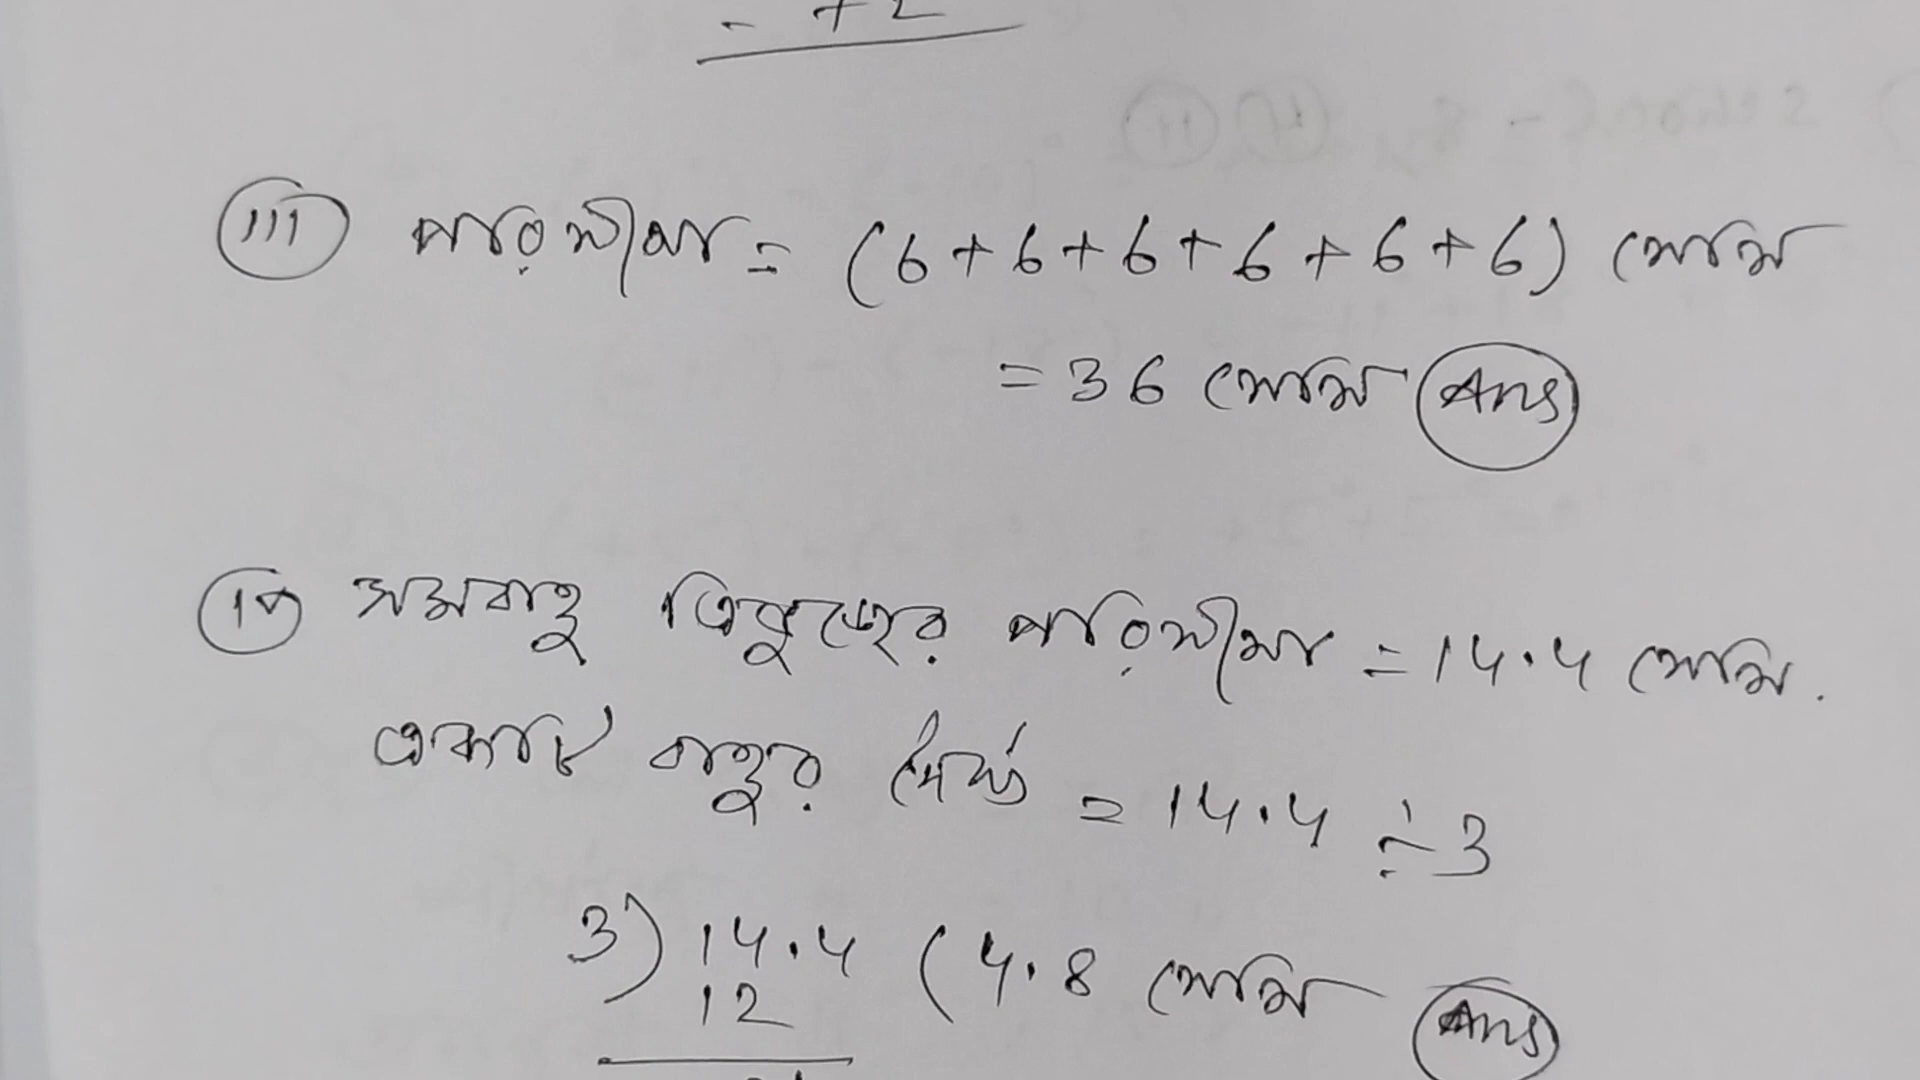 - +2
(iii) পরিসীমা = (6+6+6+6+6+6) সেমি
= 36 সেমি Ans
(iv) সমবাহু ত্রিভুজের পরিসীমা = 14.4 সেমি.
একটি বাহুর দৈর্ঘ্য = 14.4 ÷ 3
3) 14.4 (4.8 সেমি Ans
12